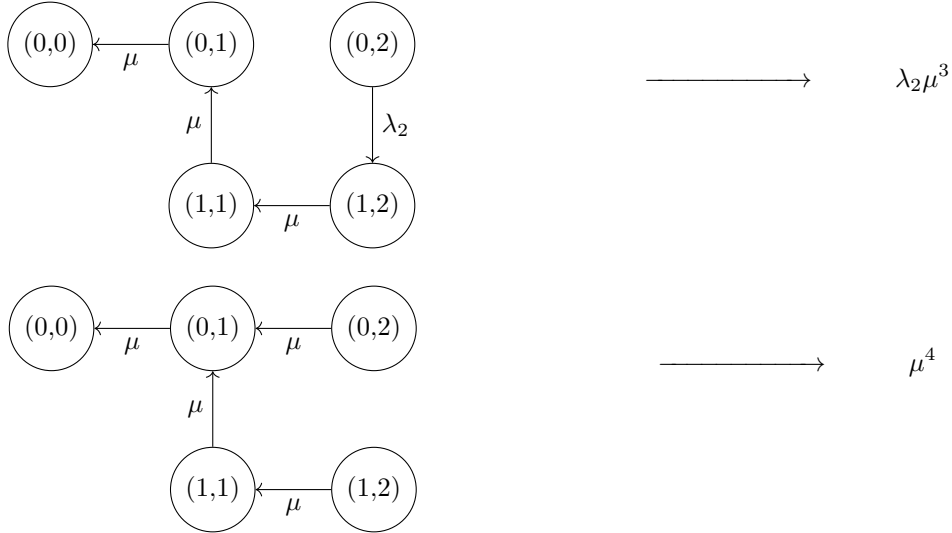 (0,0) (0,1) (0,2)
μ
λ₂μ³
μ λ₂
(1,1) (1,2)
μ
(0,0) (0,1) (0,2)
μ μ
μ⁴
μ
(1,1) (1,2)
μ